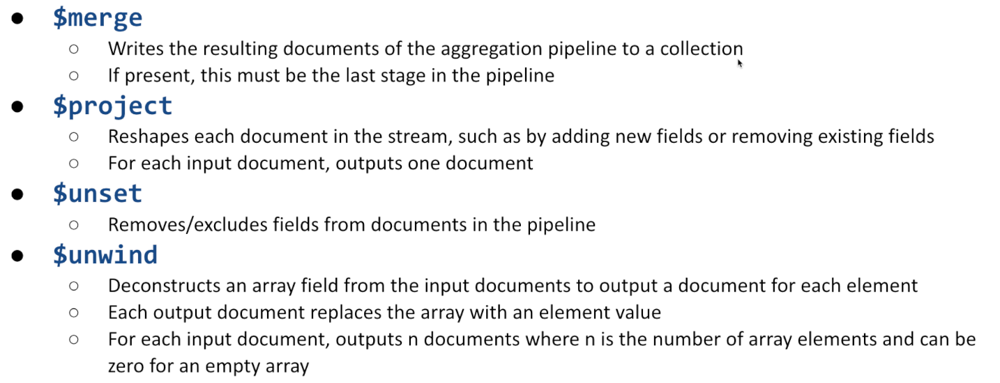 ● $merge
○ Writes the resulting documents of the aggregation pipeline to a collection
○ If present, this must be the last stage in the pipeline
● $project
○ Reshapes each document in the stream, such as by adding new fields or removing existing fields
○ For each input document, outputs one document
● $unset
○ Removes/excludes fields from documents in the pipeline
● $unwind
○ Deconstructs an array field from the input documents to output a document for each element
○ Each output document replaces the array with an element value
○ For each input document, outputs n documents where n is the number of array elements and can be
zero for an empty array